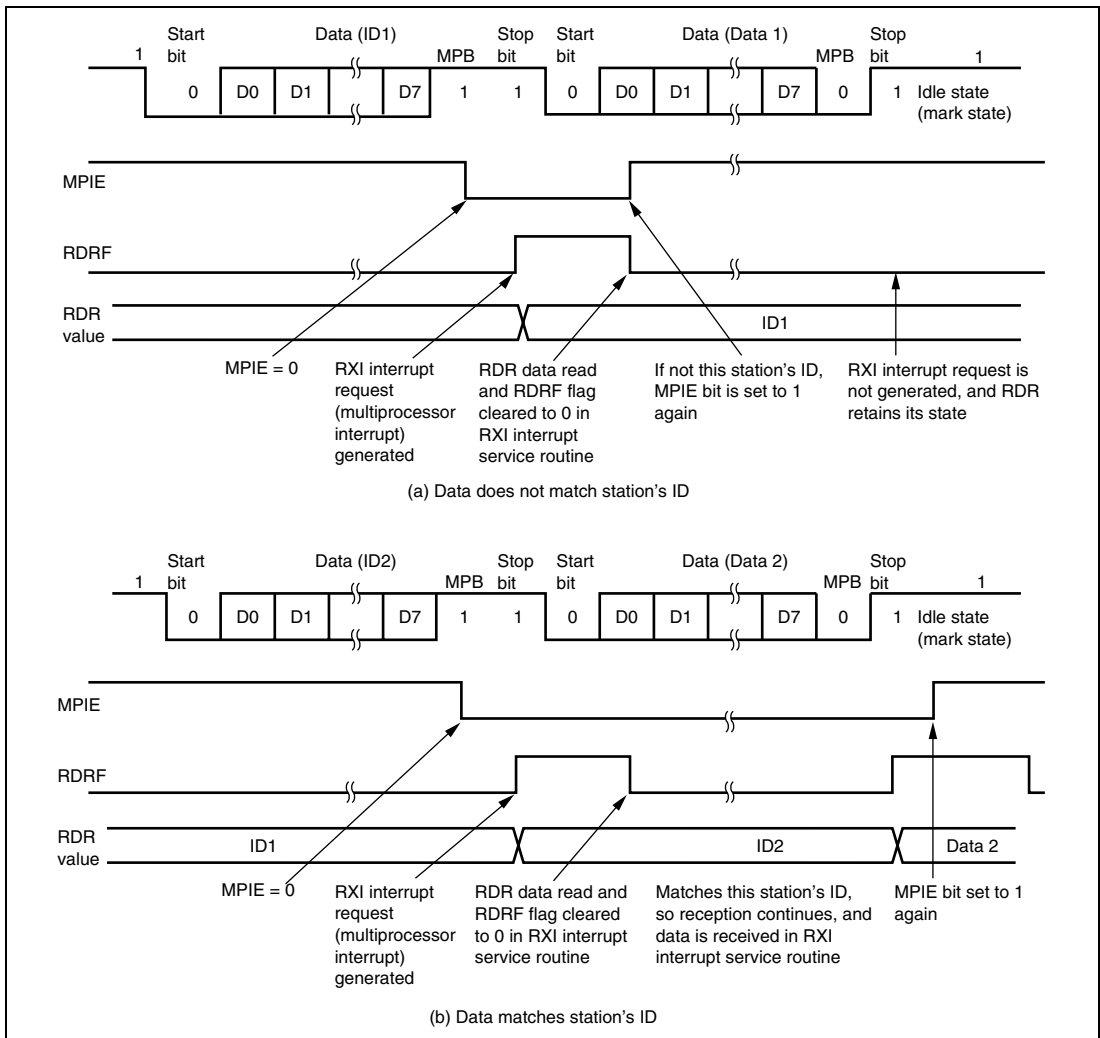 Start Data (ID1) Stop Start Data (Data 1) Stop
1 bit MPB bit bit MPB bit 1
0 D0 D1 D7 1 1 0 D0 D1 D7 0 1 Idle state
(mark state)
MPIE
RDRF
RDR
value
ID1
MPIE = 0
RXI interrupt
request
(multiprocessor
interrupt)
generated
RDR data read
and RDRF flag
cleared to 0 in
RXI interrupt
service routine
If not this station's ID,
MPIE bit is set to 1
again
RXI interrupt request is
not generated, and RDR
retains its state
(a) Data does not match station's ID
Start Data (ID2) Stop Start Data (Data 2) Stop
1 bit MPB bit bit MPB bit 1
0 D0 D1 D7 1 1 0 D0 D1 D7 0 1 Idle state
(mark state)
MPIE
RDRF
RDR
value
ID1 ID2 Data 2
MPIE = 0
RXI interrupt
request
(multiprocessor
interrupt)
generated
RDR data read and
RDRF flag cleared
to 0 in RXI interrupt
service routine
Matches this station's ID,
so reception continues, and
data is received in RXI
interrupt service routine
MPIE bit set to 1
again
(b) Data matches station's ID